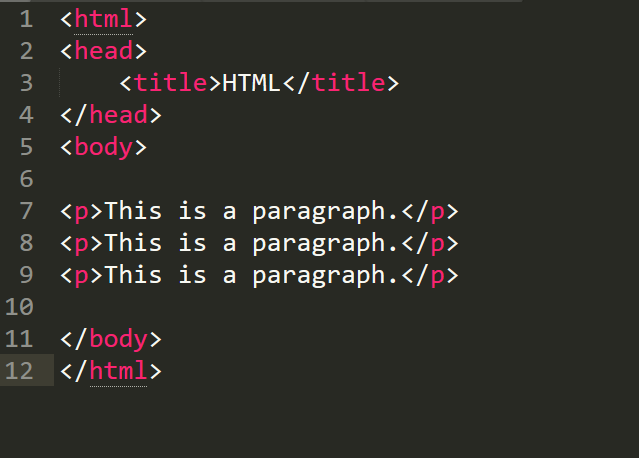 1 <html>
2 <head>
3     <title>HTML</title>
4 </head>
5 <body>
6
7 <p>This is a paragraph.</p>
8 <p>This is a paragraph.</p>
9 <p>This is a paragraph.</p>
10
11 </body>
12 </html>